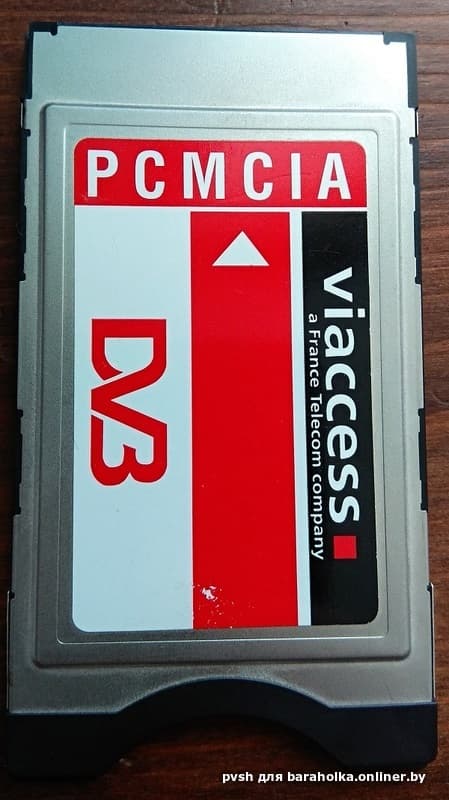 PCMCIA
viaccess
a France Telecom company
DVB
pvsh для baraholka.onliner.by